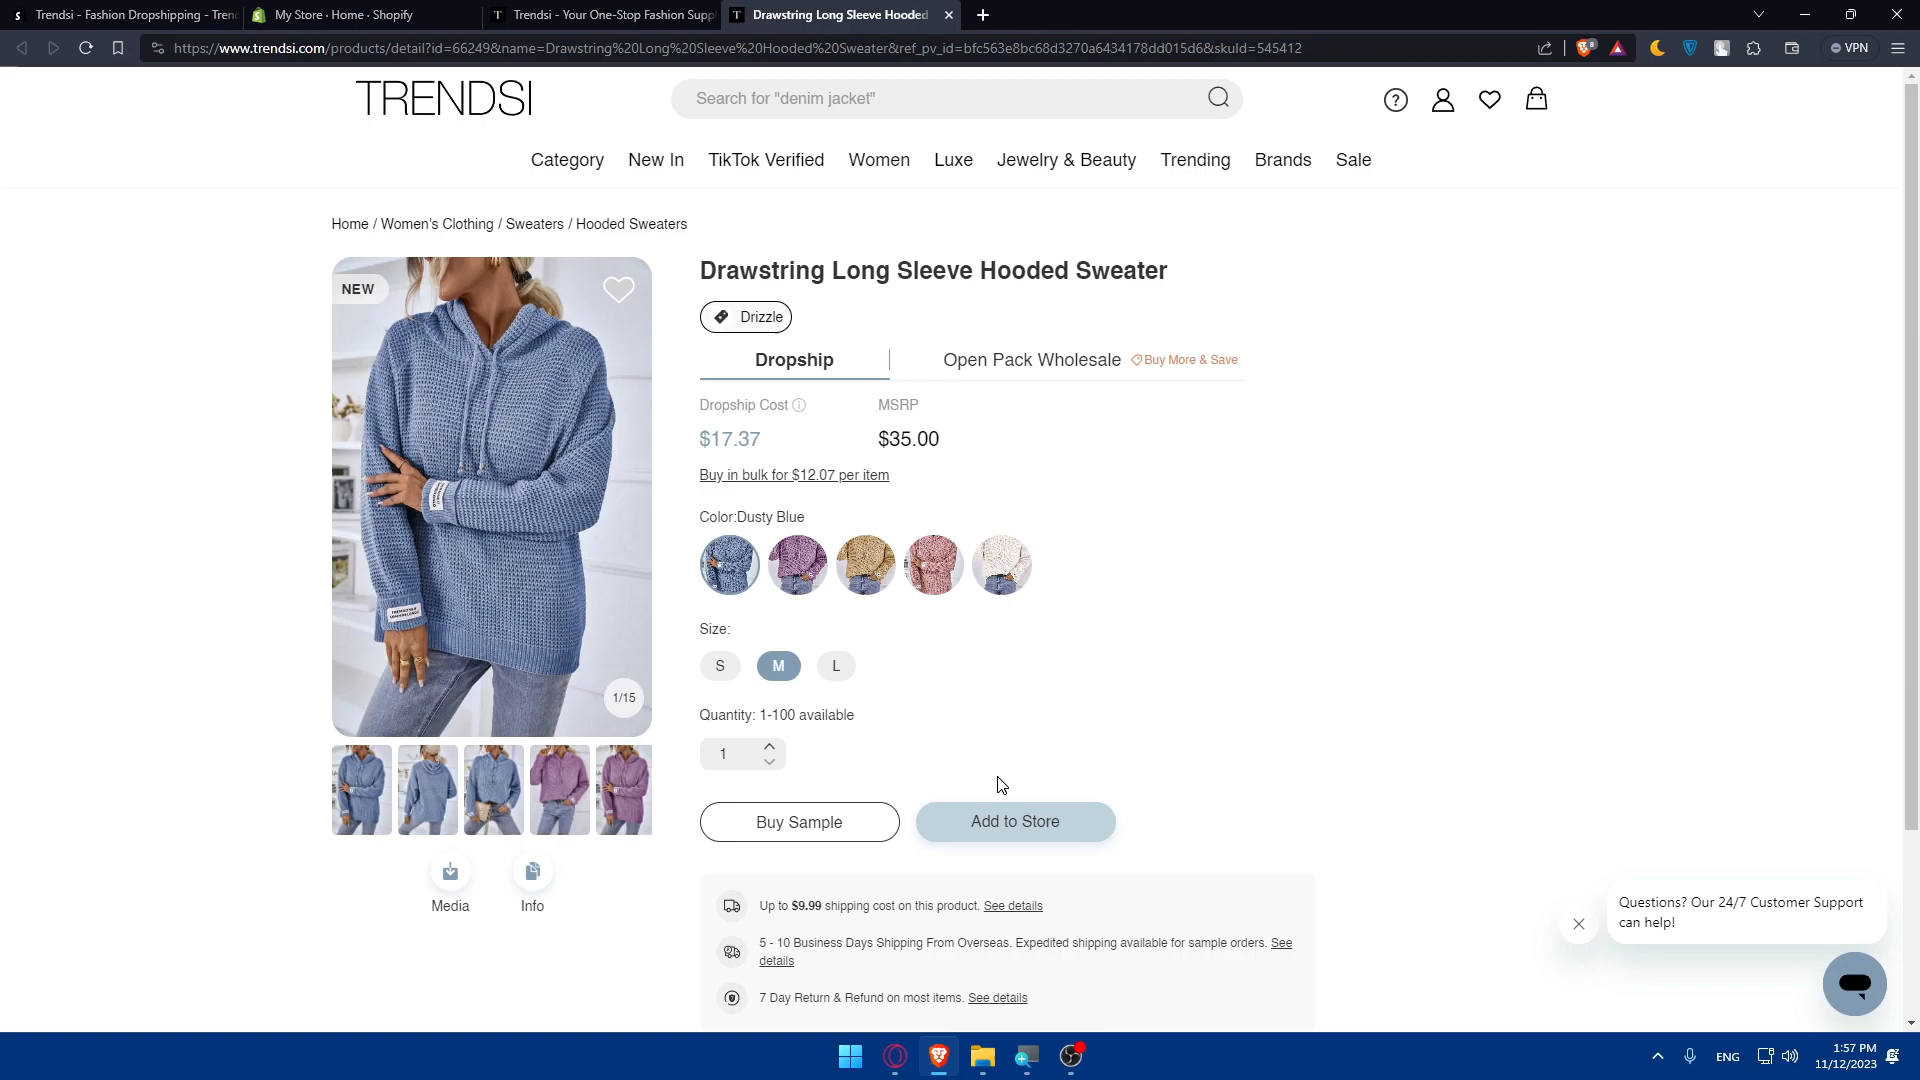 Trendsi - Fashion Dropshipping - Trend
My Store · Home · Shopify
Trendsi - Your One-Stop Fashion Supp
Drawstring Long Sleeve Hooded
https://www.trendsi.com/products/detail?id=66249&name=Drawstring%20Long%20Sleeve%20Hooded%20Sweater&ref_pv_id=bfc563e8bc68d3270a6434178dd015d6&skuId=545412
VPN
TRENDSI
Search for "denim jacket"
Category New In TikTok Verified Women Luxe Jewelry & Beauty Trending Brands Sale
Home / Women's Clothing / Sweaters / Hooded Sweaters
NEW
Drawstring Long Sleeve Hooded Sweater
Drizzle
Dropship
Open Pack Wholesale Buy More & Save
Dropship Cost MSRP
$17.37 $35.00
Buy in bulk for $12.07 per item
Color:Dusty Blue
Size:
S M L
1/15
Quantity: 1-100 available
1
Buy Sample Add to Store
Media Info
Up to $9.99 shipping cost on this product. See details
5 - 10 Business Days Shipping From Overseas. Expedited shipping available for sample orders. See
details
7 Day Return & Refund on most items. See details
Questions? Our 24/7 Customer Support
can help!
ENG
1:57 PM
11/12/2023